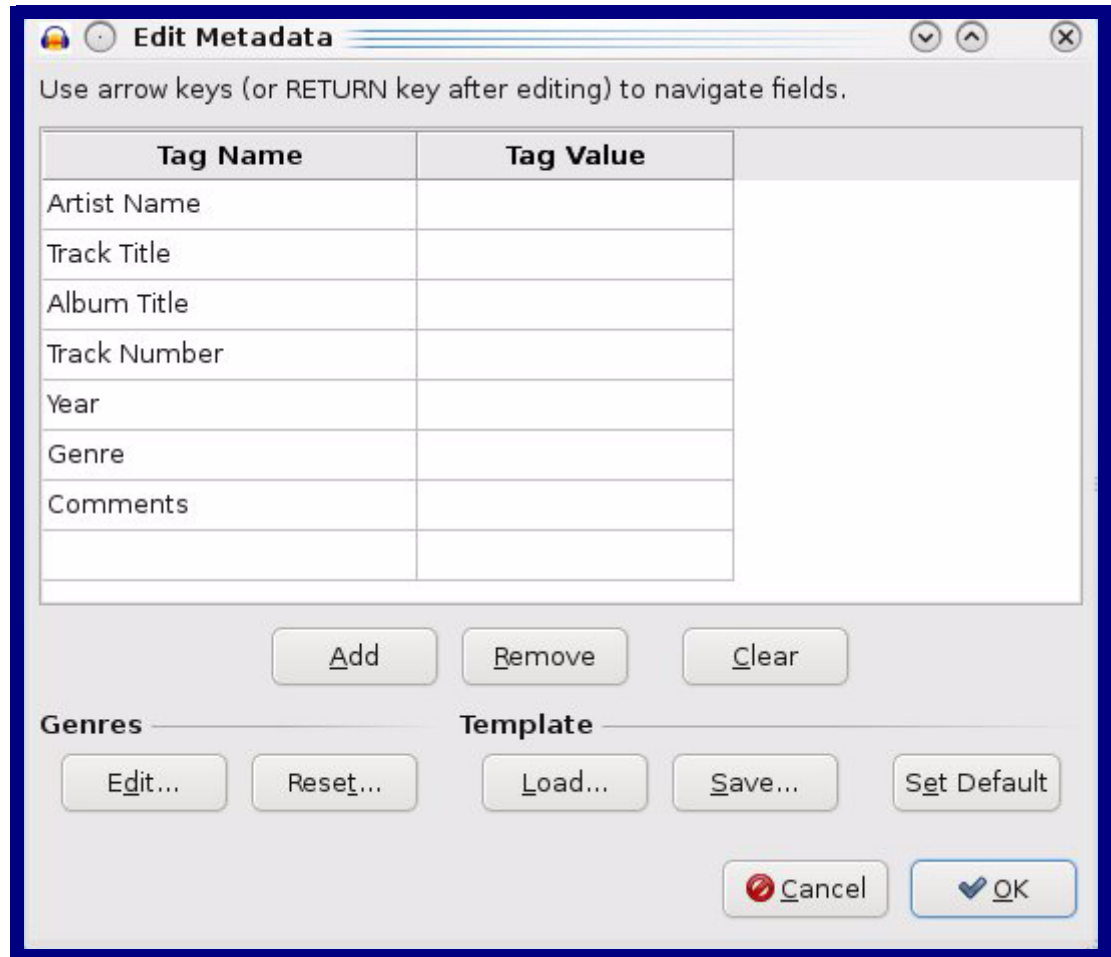 Edit Metadata
Use arrow keys (or RETURN key after editing) to navigate fields.
Tag Name Tag Value
Artist Name
Track Title
Album Title
Track Number
Year
Genre
Comments
Add Remove Clear
Genres Template
Edit... Reset... Load... Save... Set Default
Cancel OK